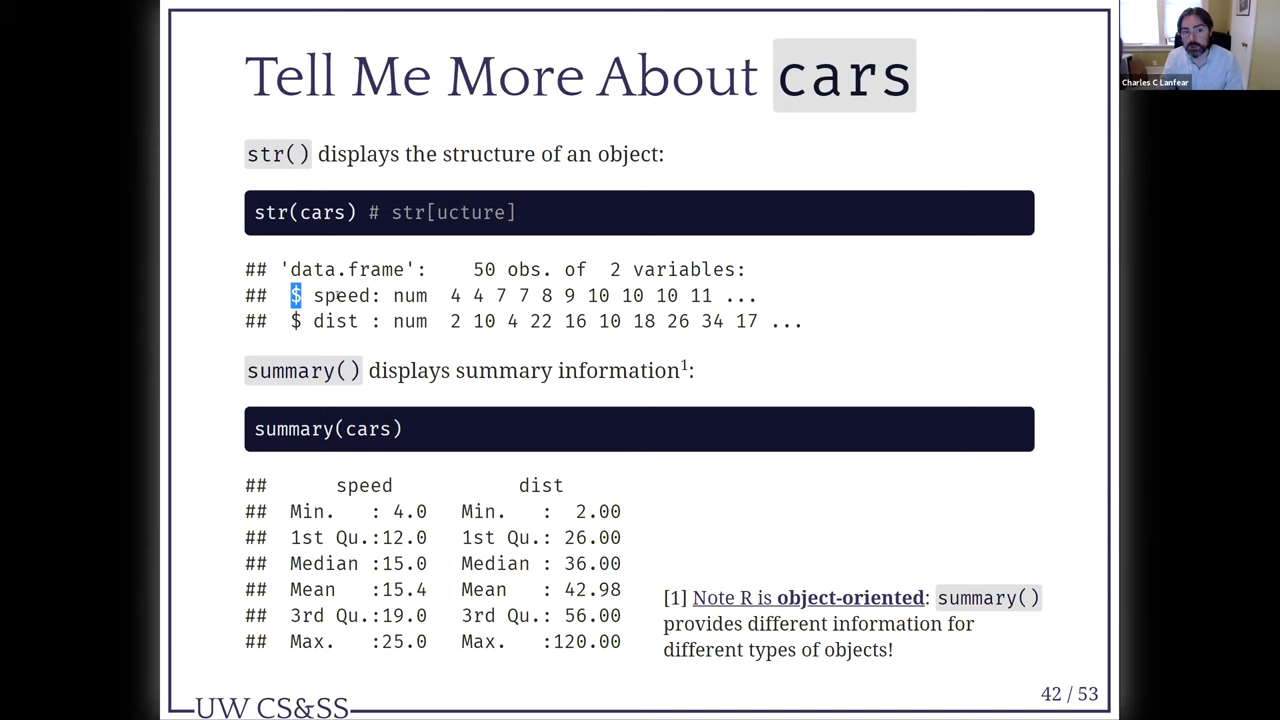 Tell Me More About cars
Charles C Lanfear
str() displays the structure of an object:
str(cars) # str[ucture]
## 'data.frame':    50 obs. of  2 variables:
##  $ speed: num  4 4 7 7 8 9 10 10 10 11 ...
##  $ dist : num  2 10 4 22 16 10 18 26 34 17 ...
summary() displays summary information1:
summary(cars)
##      speed           dist
##  Min.   : 4.0   Min.   :  2.00
##  1st Qu.:12.0   1st Qu.: 26.00
##  Median :15.0   Median : 36.00
##  Mean   :15.4   Mean   : 42.98
##  3rd Qu.:19.0   3rd Qu.: 56.00
##  Max.   :25.0   Max.   :120.00
[1] Note R is object-oriented: summary()
provides different information for
different types of objects!
42 / 53
UW CS&SS